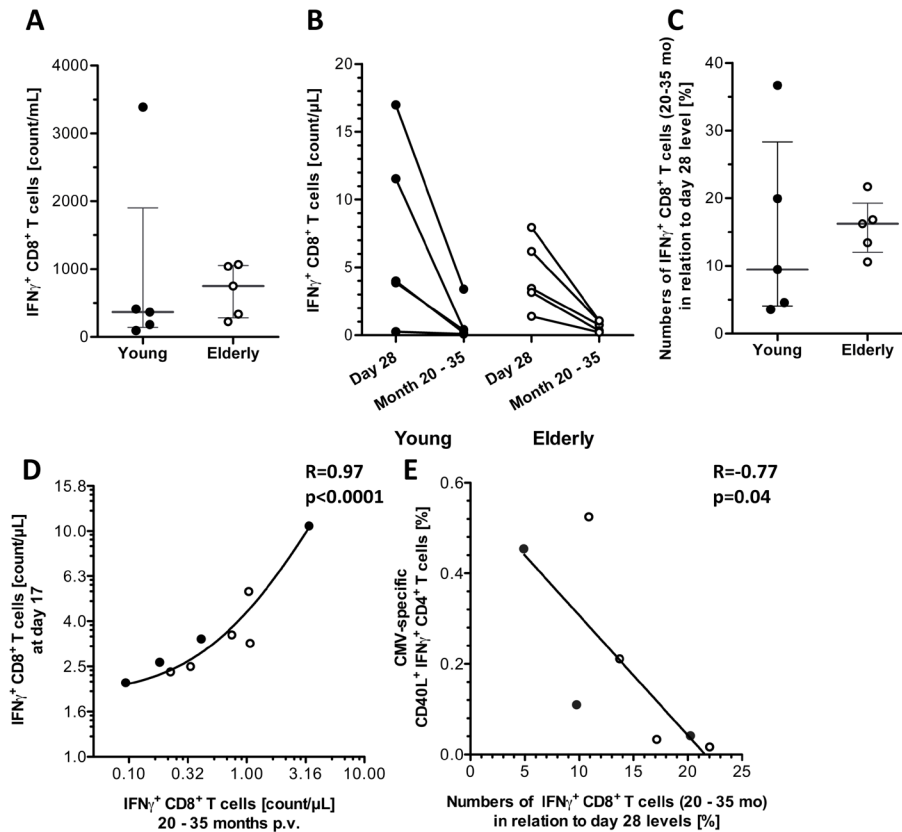 A
IFNγ⁺ CD8⁺ T cells [count/mL]
4000
3000
2000
1000
0
Young
Elderly
B
IFNγ⁺ CD8⁺ T cells [count/µL]
20
15
10
5
0
Day 28
Month 20 - 35
Day 28
Month 20 - 35
Young
Elderly
C
Numbers of IFNγ⁺ CD8⁺ T cells (20-35 mo)
in relation to day 28 level [%]
40
30
20
10
0
Young
Elderly
D
R=0.97
p<0.0001
IFNγ⁺ CD8⁺ T cells [count/µL]
at day 17
15.8
10.0
6.3
4.0
2.5
1.6
1.0
0.10
0.32
1.00
3.16
10.00
IFNγ⁺ CD8⁺ T cells [count/µL]
20 - 35 months p.v.
E
R=-0.77
p=0.04
CMV-specific
CD40L⁺ IFNγ⁺ CD4⁺ T cells [%]
0.6
0.4
0.2
0.0
0
5
10
15
20
25
Numbers of IFNγ⁺ CD8⁺ T cells (20 - 35 mo)
in relation to day 28 levels [%]